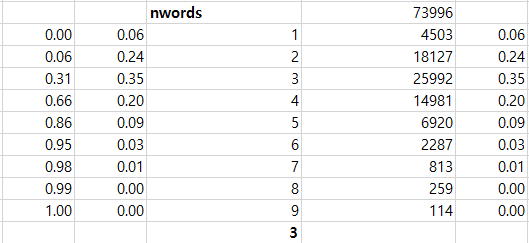 nwords 73996
0.00 0.06 1 4503 0.06
0.06 0.24 2 18127 0.24
0.31 0.35 3 25992 0.35
0.66 0.20 4 14981 0.20
0.86 0.09 5 6920 0.09
0.95 0.03 6 2287 0.03
0.98 0.01 7 813 0.01
0.99 0.00 8 259 0.00
1.00 0.00 9 114 0.00
3